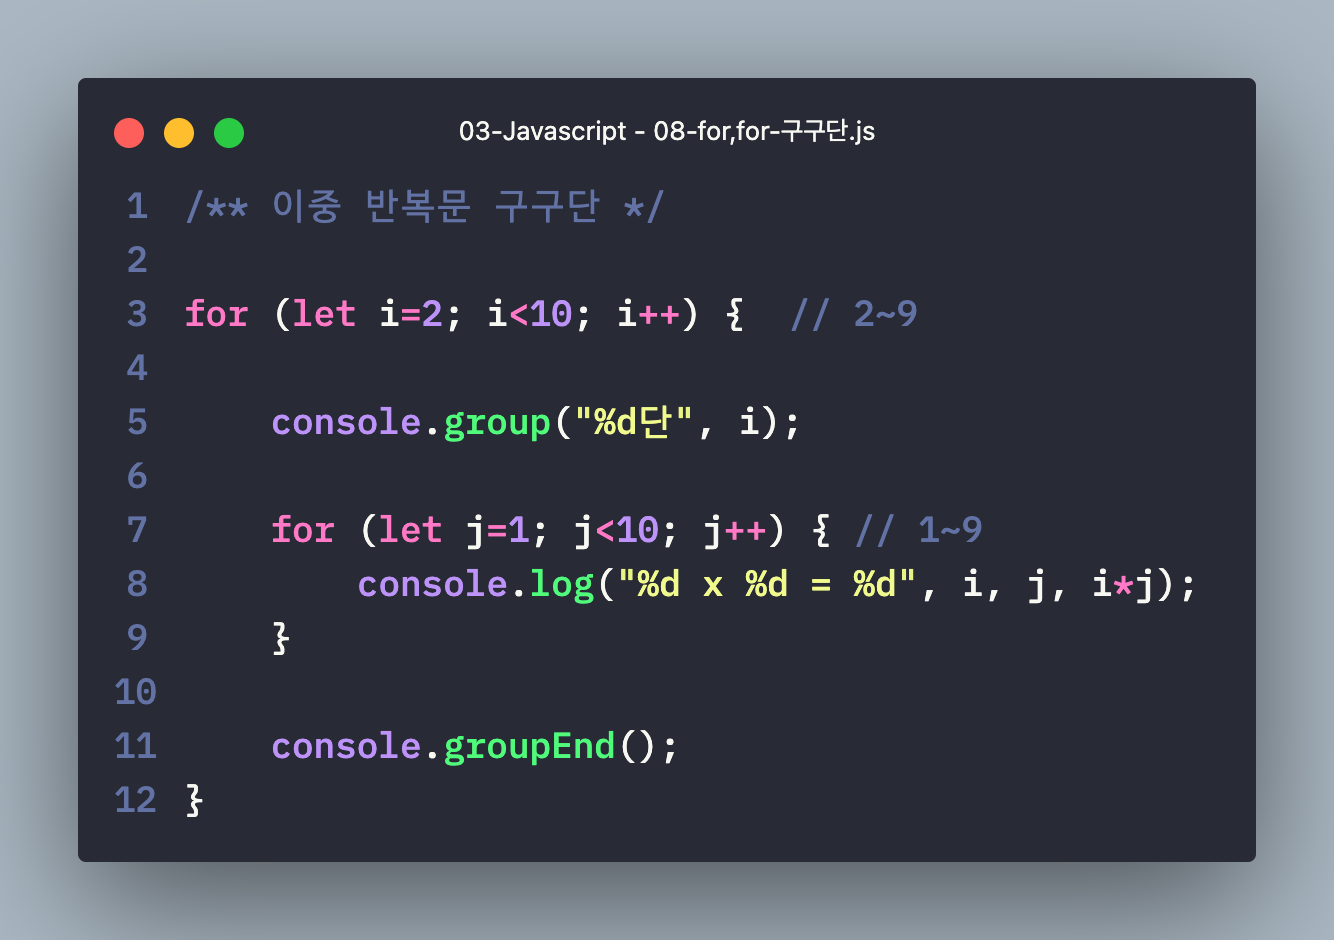 03-Javascript - 08-for,for-구구단.js
1 /** 이중 반복문 구구단 */
2
3 for (let i=2; i<10; i++) {  // 2~9
4
5     console.group("%d단", i);
6
7     for (let j=1; j<10; j++) { // 1~9
8         console.log("%d x %d = %d", i, j, i*j);
9     }
10
11     console.groupEnd();
12 }